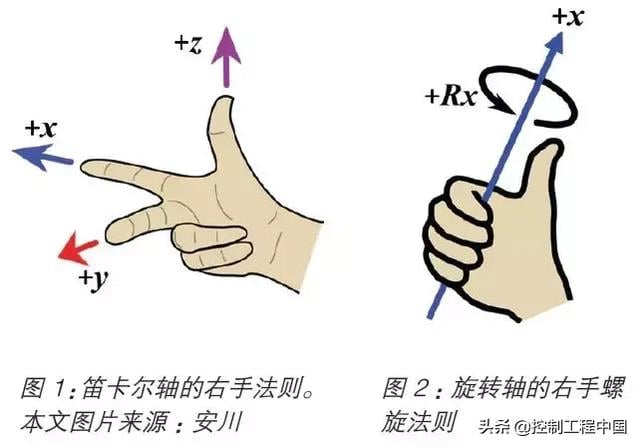 +z
+x
+y
+x
+Rx
图 1：笛卡尔轴的右手法则。
本文图片来源：安川
图 2：旋转轴的右手螺
旋法则
头条 @控制工程中国